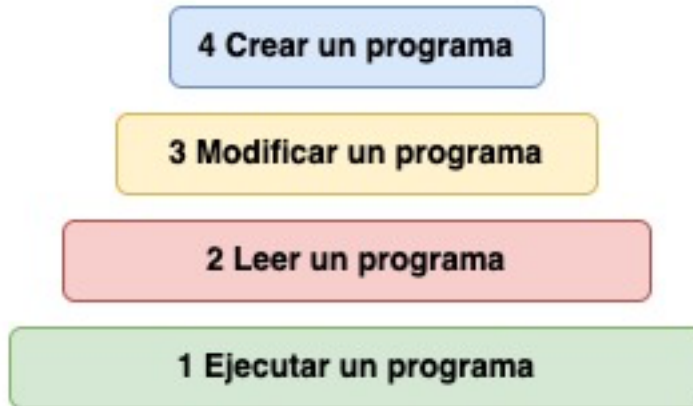 4 Crear un programa
3 Modificar un programa
2 Leer un programa
1 Ejecutar un programa